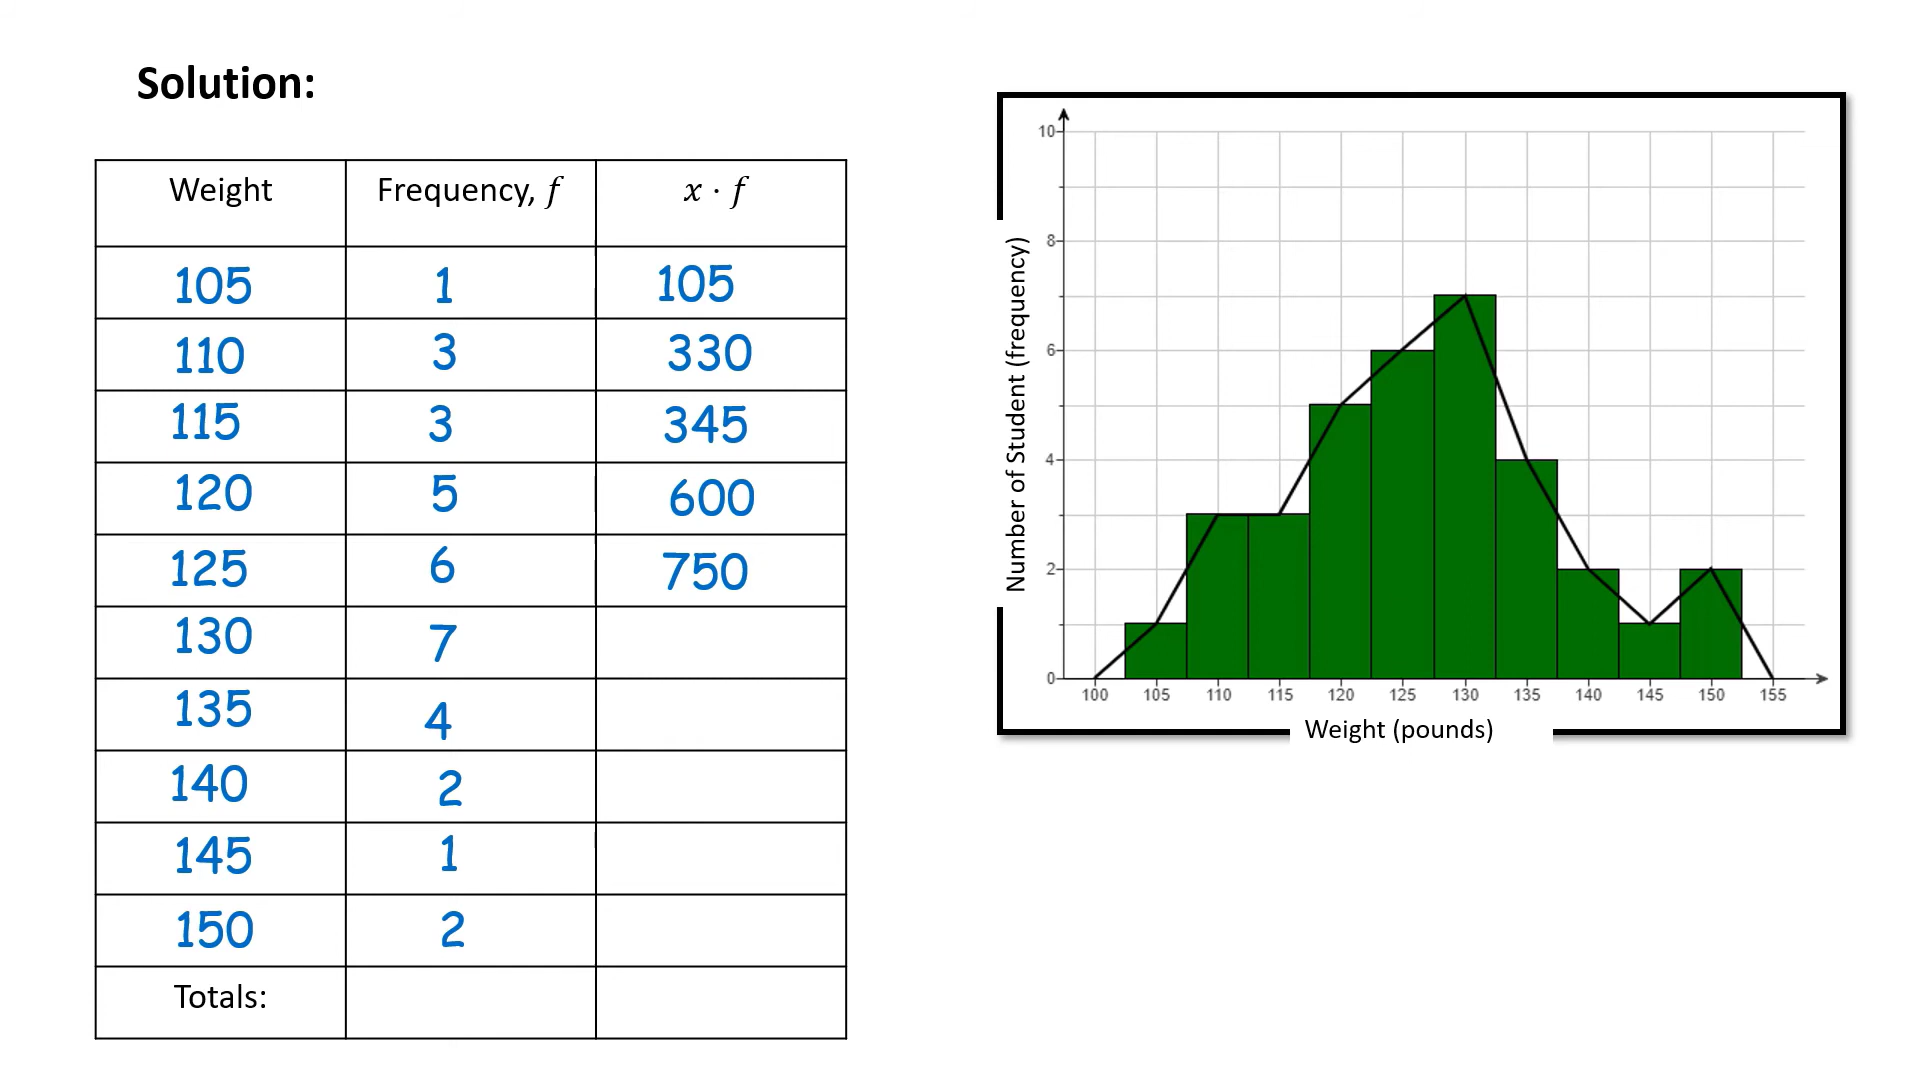 Solution:
Weight Frequency, f x · f
105 1 105
110 3 330
115 3 345
120 5 600
125 6 750
130 7
135 4
140 2
145 1
150 2
Totals:
Number of Student (frequency)
10
8
6
4
2
0
100 105 110 115 120 125 130 135 140 145 150 155
Weight (pounds)